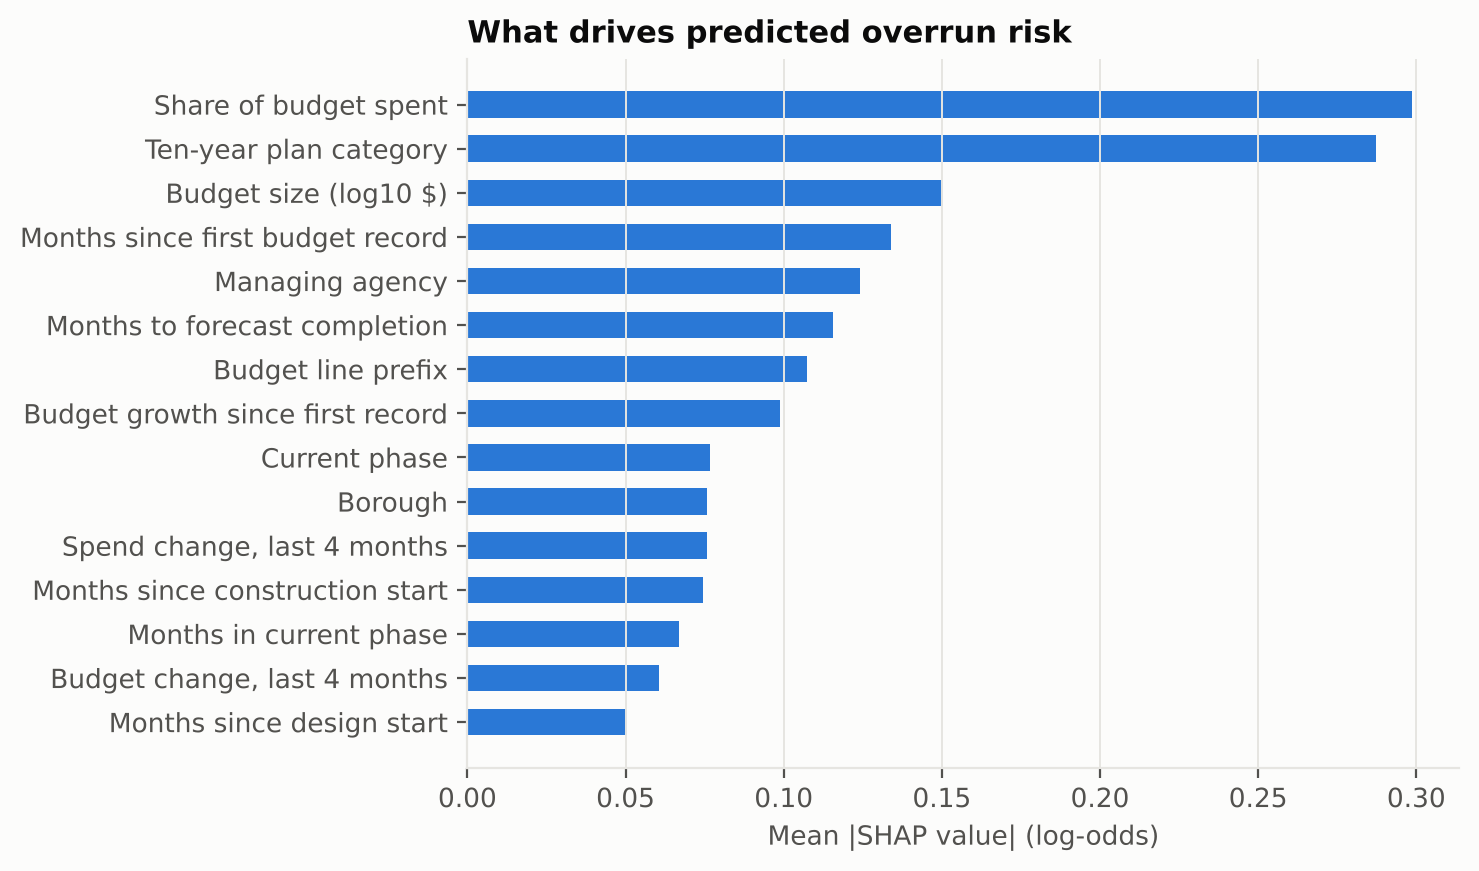 What drives predicted overrun risk
Share of budget spent
Ten-year plan category
Budget size (log10 $)
Months since first budget record
Managing agency
Months to forecast completion
Budget line prefix
Budget growth since first record
Current phase
Borough
Spend change, last 4 months
Months since construction start
Months in current phase
Budget change, last 4 months
Months since design start
0.00 0.05 0.10 0.15 0.20 0.25 0.30
Mean |SHAP value| (log-odds)